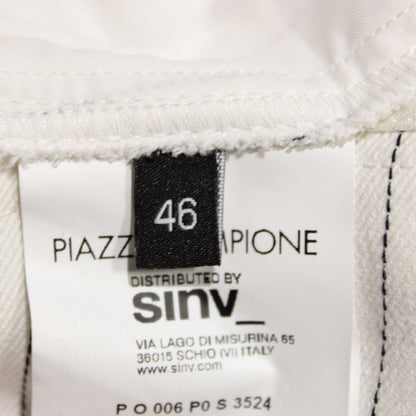 46
PIAZZ MPIONE
DISTRIBUTED BY
sinv_
VIA LAGO DI MISURINA 65
36015 SCHIO (VI) ITALY
www.sinv.com
P O 006 P0 S 3524